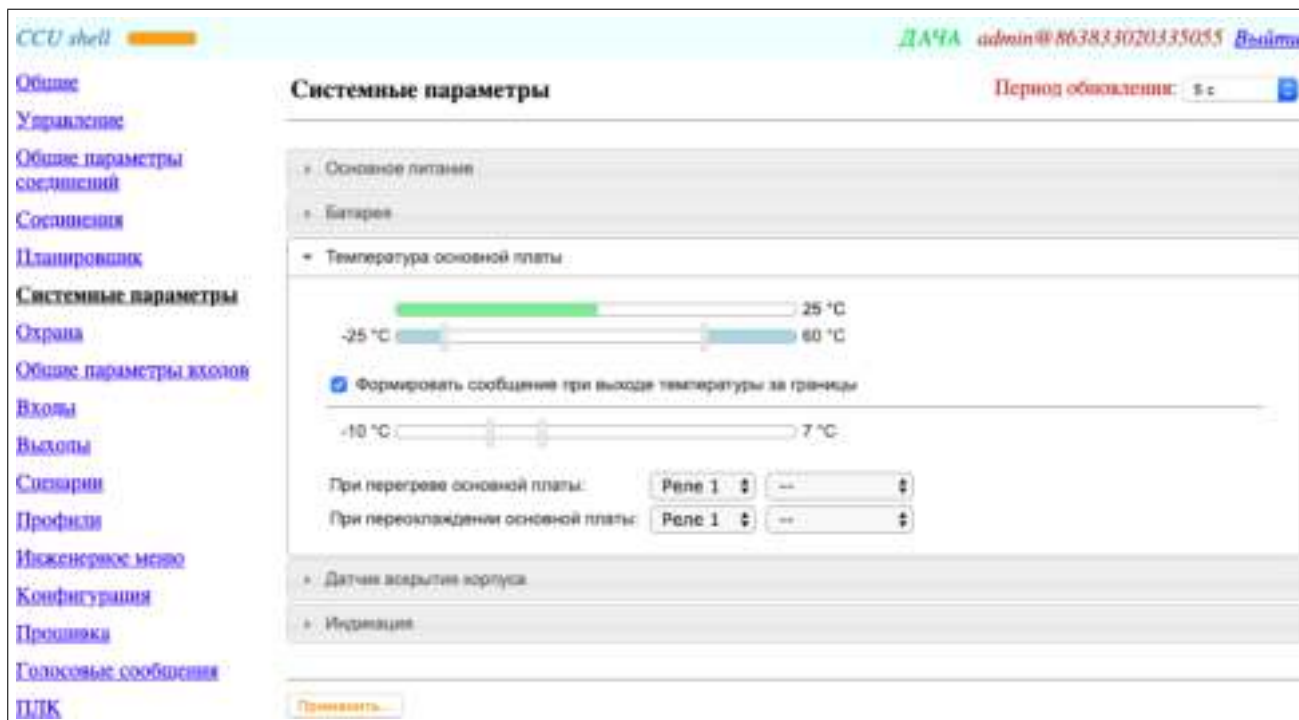 CCU shell
ДАЧА admin@863833020335055 Выйти
Общие
Управление
Общие параметры
соединений
Соединения
Планировщик
Системные параметры
Охрана
Общие параметры входов
Входы
Выходы
Сценарии
Профили
Инженерное меню
Конфигурация
Прошивка
Голосовые сообщения
ПЛК
Системные параметры
Период обновления: 5 с
Основное питание
Батарея
Температура основной платы
25 °C
-25 °C 60 °C
Формировать сообщение при выходе температуры за границы
-10 °C 7 °C
При перегреве основной платы: Реле 1 --
При переохлаждении основной платы: Реле 1 --
Датчик вскрытия корпуса
Индикация
Применить...